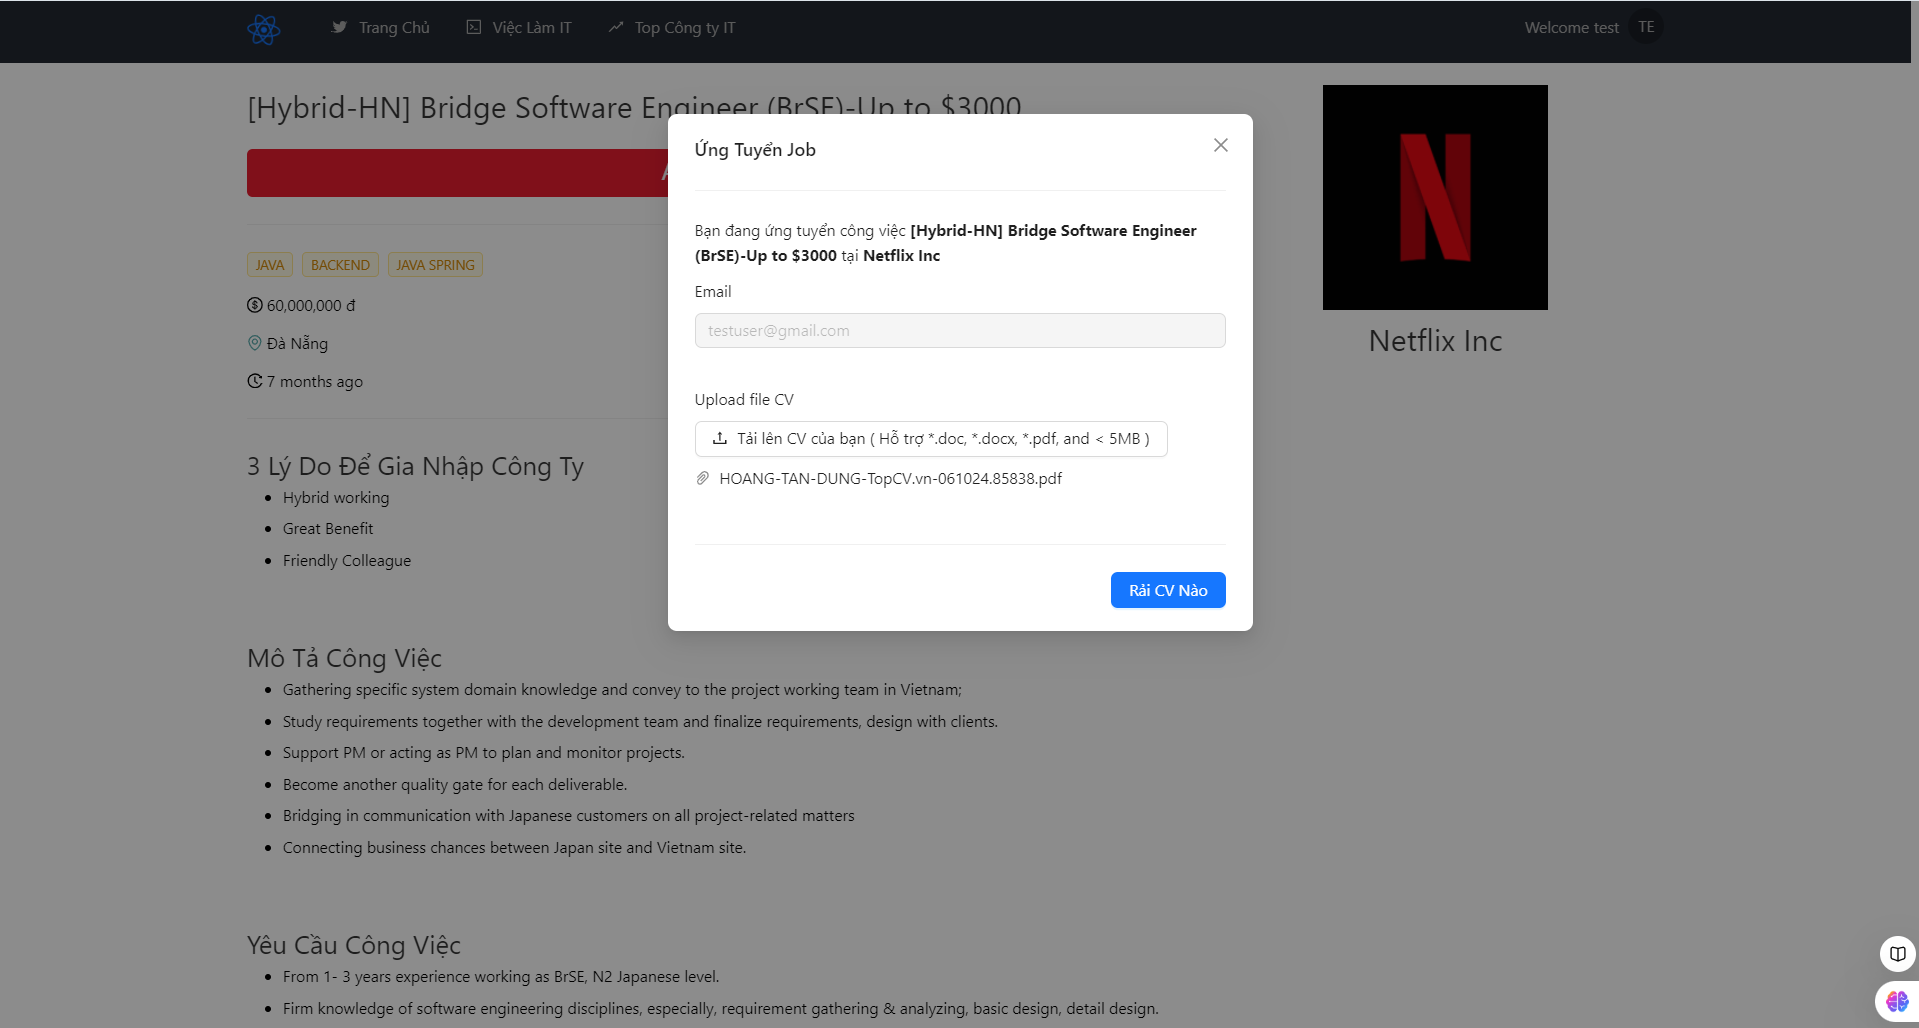 Trang Chủ
Việc Làm IT
Top Công ty IT
Welcome test
TE
[Hybrid-HN] Bridge Software Engineer (BrSE)-Up to $3000
JAVA
BACKEND
JAVA SPRING
60,000,000 đ
Đà Nẵng
7 months ago
3 Lý Do Để Gia Nhập Công Ty
Hybrid working
Great Benefit
Friendly Colleague
Mô Tả Công Việc
Gathering specific system domain knowledge and convey to the project working team in Vietnam;
Study requirements together with the development team and finalize requirements, design with clients.
Support PM or acting as PM to plan and monitor projects.
Become another quality gate for each deliverable.
Bridging in communication with Japanese customers on all project-related matters
Connecting business chances between Japan site and Vietnam site.
Yêu Cầu Công Việc
From 1- 3 years experience working as BrSE, N2 Japanese level.
Firm knowledge of software engineering disciplines, especially, requirement gathering & analyzing, basic design, detail design.
Ứng Tuyển Job
Bạn đang ứng tuyển công việc [Hybrid-HN] Bridge Software Engineer
(BrSE)-Up to $3000 tại Netflix Inc
Email
testuser@gmail.com
Upload file CV
Tải lên CV của bạn ( Hỗ trợ *.doc, *.docx, *.pdf, and < 5MB )
HOANG-TAN-DUNG-TopCV.vn-061024.85838.pdf
Rải CV Nào
N
Netflix Inc